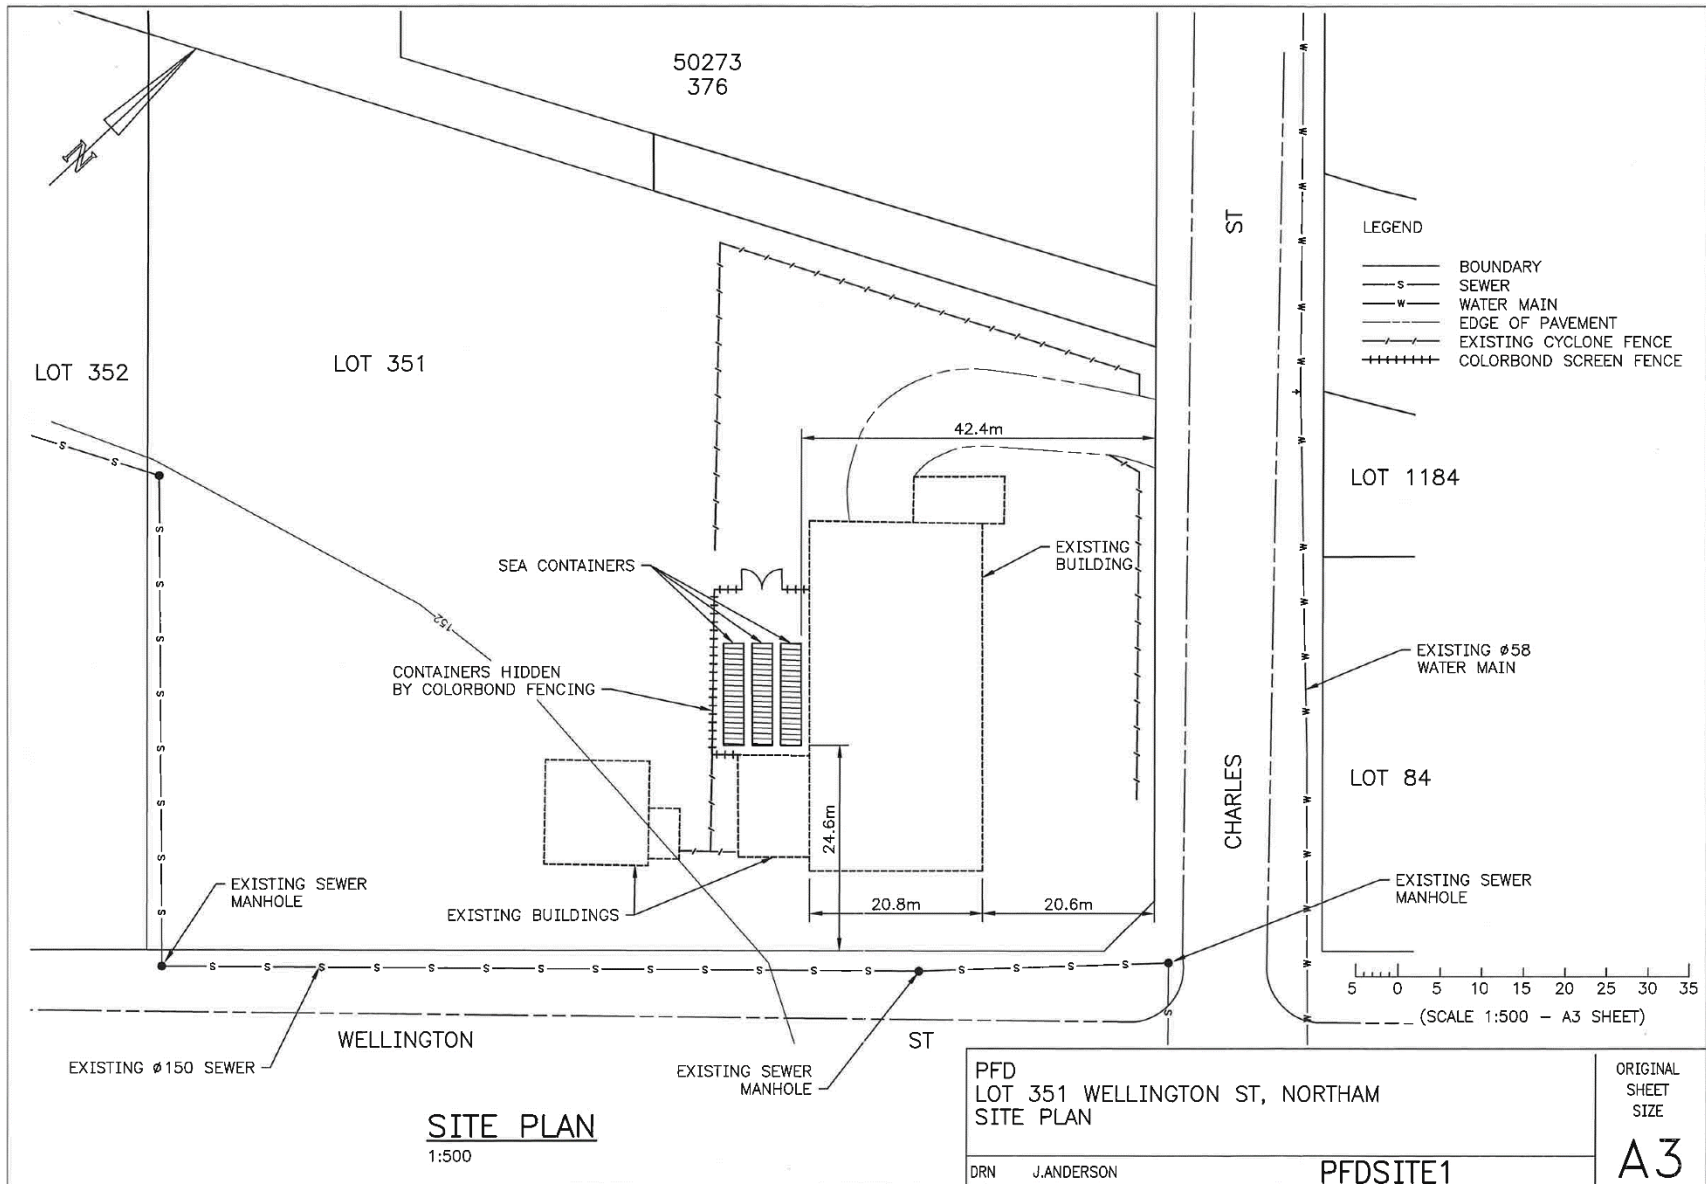 50273
376
N
ST
LEGEND
BOUNDARY
S SEWER
W WATER MAIN
EDGE OF PAVEMENT
EXISTING CYCLONE FENCE
COLORBOND SCREEN FENCE
LOT 352
LOT 351
42.4m
LOT 1184
SEA CONTAINERS
EXISTING
BUILDING
152
CONTAINERS HIDDEN
BY COLORBOND FENCING
EXISTING ø58
WATER MAIN
CHARLES
LOT 84
24.6m
EXISTING SEWER
MANHOLE
EXISTING BUILDINGS
20.8m
20.6m
EXISTING SEWER
MANHOLE
5 0 5 10 15 20 25 30 35
(SCALE 1:500 – A3 SHEET)
WELLINGTON
ST
EXISTING ø150 SEWER
EXISTING SEWER
MANHOLE
SITE PLAN
1:500
PFD
LOT 351 WELLINGTON ST, NORTHAM
SITE PLAN
DRN J.ANDERSON
PFDSITE1
ORIGINAL
SHEET
SIZE
A3